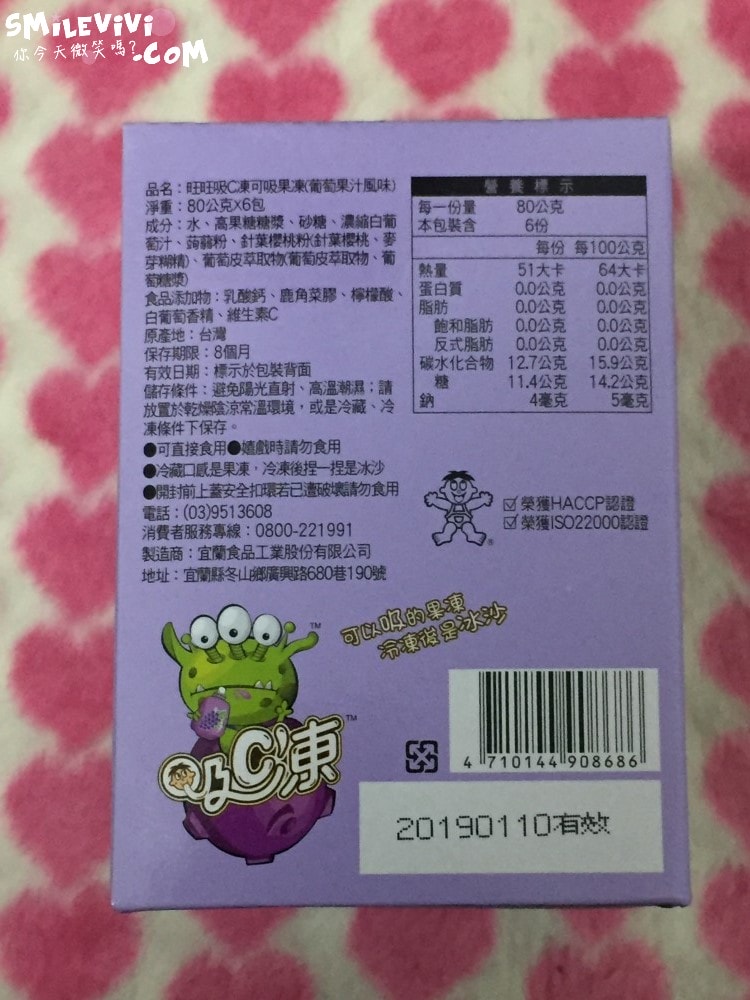 SMiLEViVi
你今天微笑嗎?.COM
品名：旺旺吸C凍可吸果凍(葡萄果汁風味)
淨重：80公克X6包
成分：水、高果糖糖漿、砂糖、濃縮白葡
萄汁、蒟蒻粉、針葉櫻桃粉(針葉櫻桃、麥
芽糊精)、葡萄皮萃取物(葡萄皮萃取物、葡
萄糖漿)
食品添加物：乳酸鈣、鹿角菜膠、檸檬酸、
白葡萄香精、維生素C
原產地：台灣
保存期限：8個月
有效日期：標示於包裝背面
儲存條件：避免陽光直射、高溫潮濕；請
放置於乾燥陰涼常溫環境，或是冷藏、冷
凍條件下保存。
●可直接食用●嬉戲時請勿食用
●冷藏口感是果凍，冷凍後捏一捏是冰沙
●開封前上蓋安全扣環若已遭破壞請勿食用
電話：(03)9513608
消費者服務專線：0800-221991
製造商：宜蘭食品工業股份有限公司
地址：宜蘭縣冬山鄉廣興路680巷190號
營養標示
每一份量 80公克
本包裝含 6份
每份 每100公克
熱量 51大卡 64大卡
蛋白質 0.0公克 0.0公克
脂肪 0.0公克 0.0公克
飽和脂肪 0.0公克 0.0公克
反式脂肪 0.0公克 0.0公克
碳水化合物 12.7公克 15.9公克
糖 11.4公克 14.2公克
鈉 4毫克 5毫克
☑榮獲HACCP認證
☑榮獲ISO22000認證
®
可以吸的果凍
冷凍後是冰沙
TM
吸C凍
TM
4 710144 908686
20190110有效